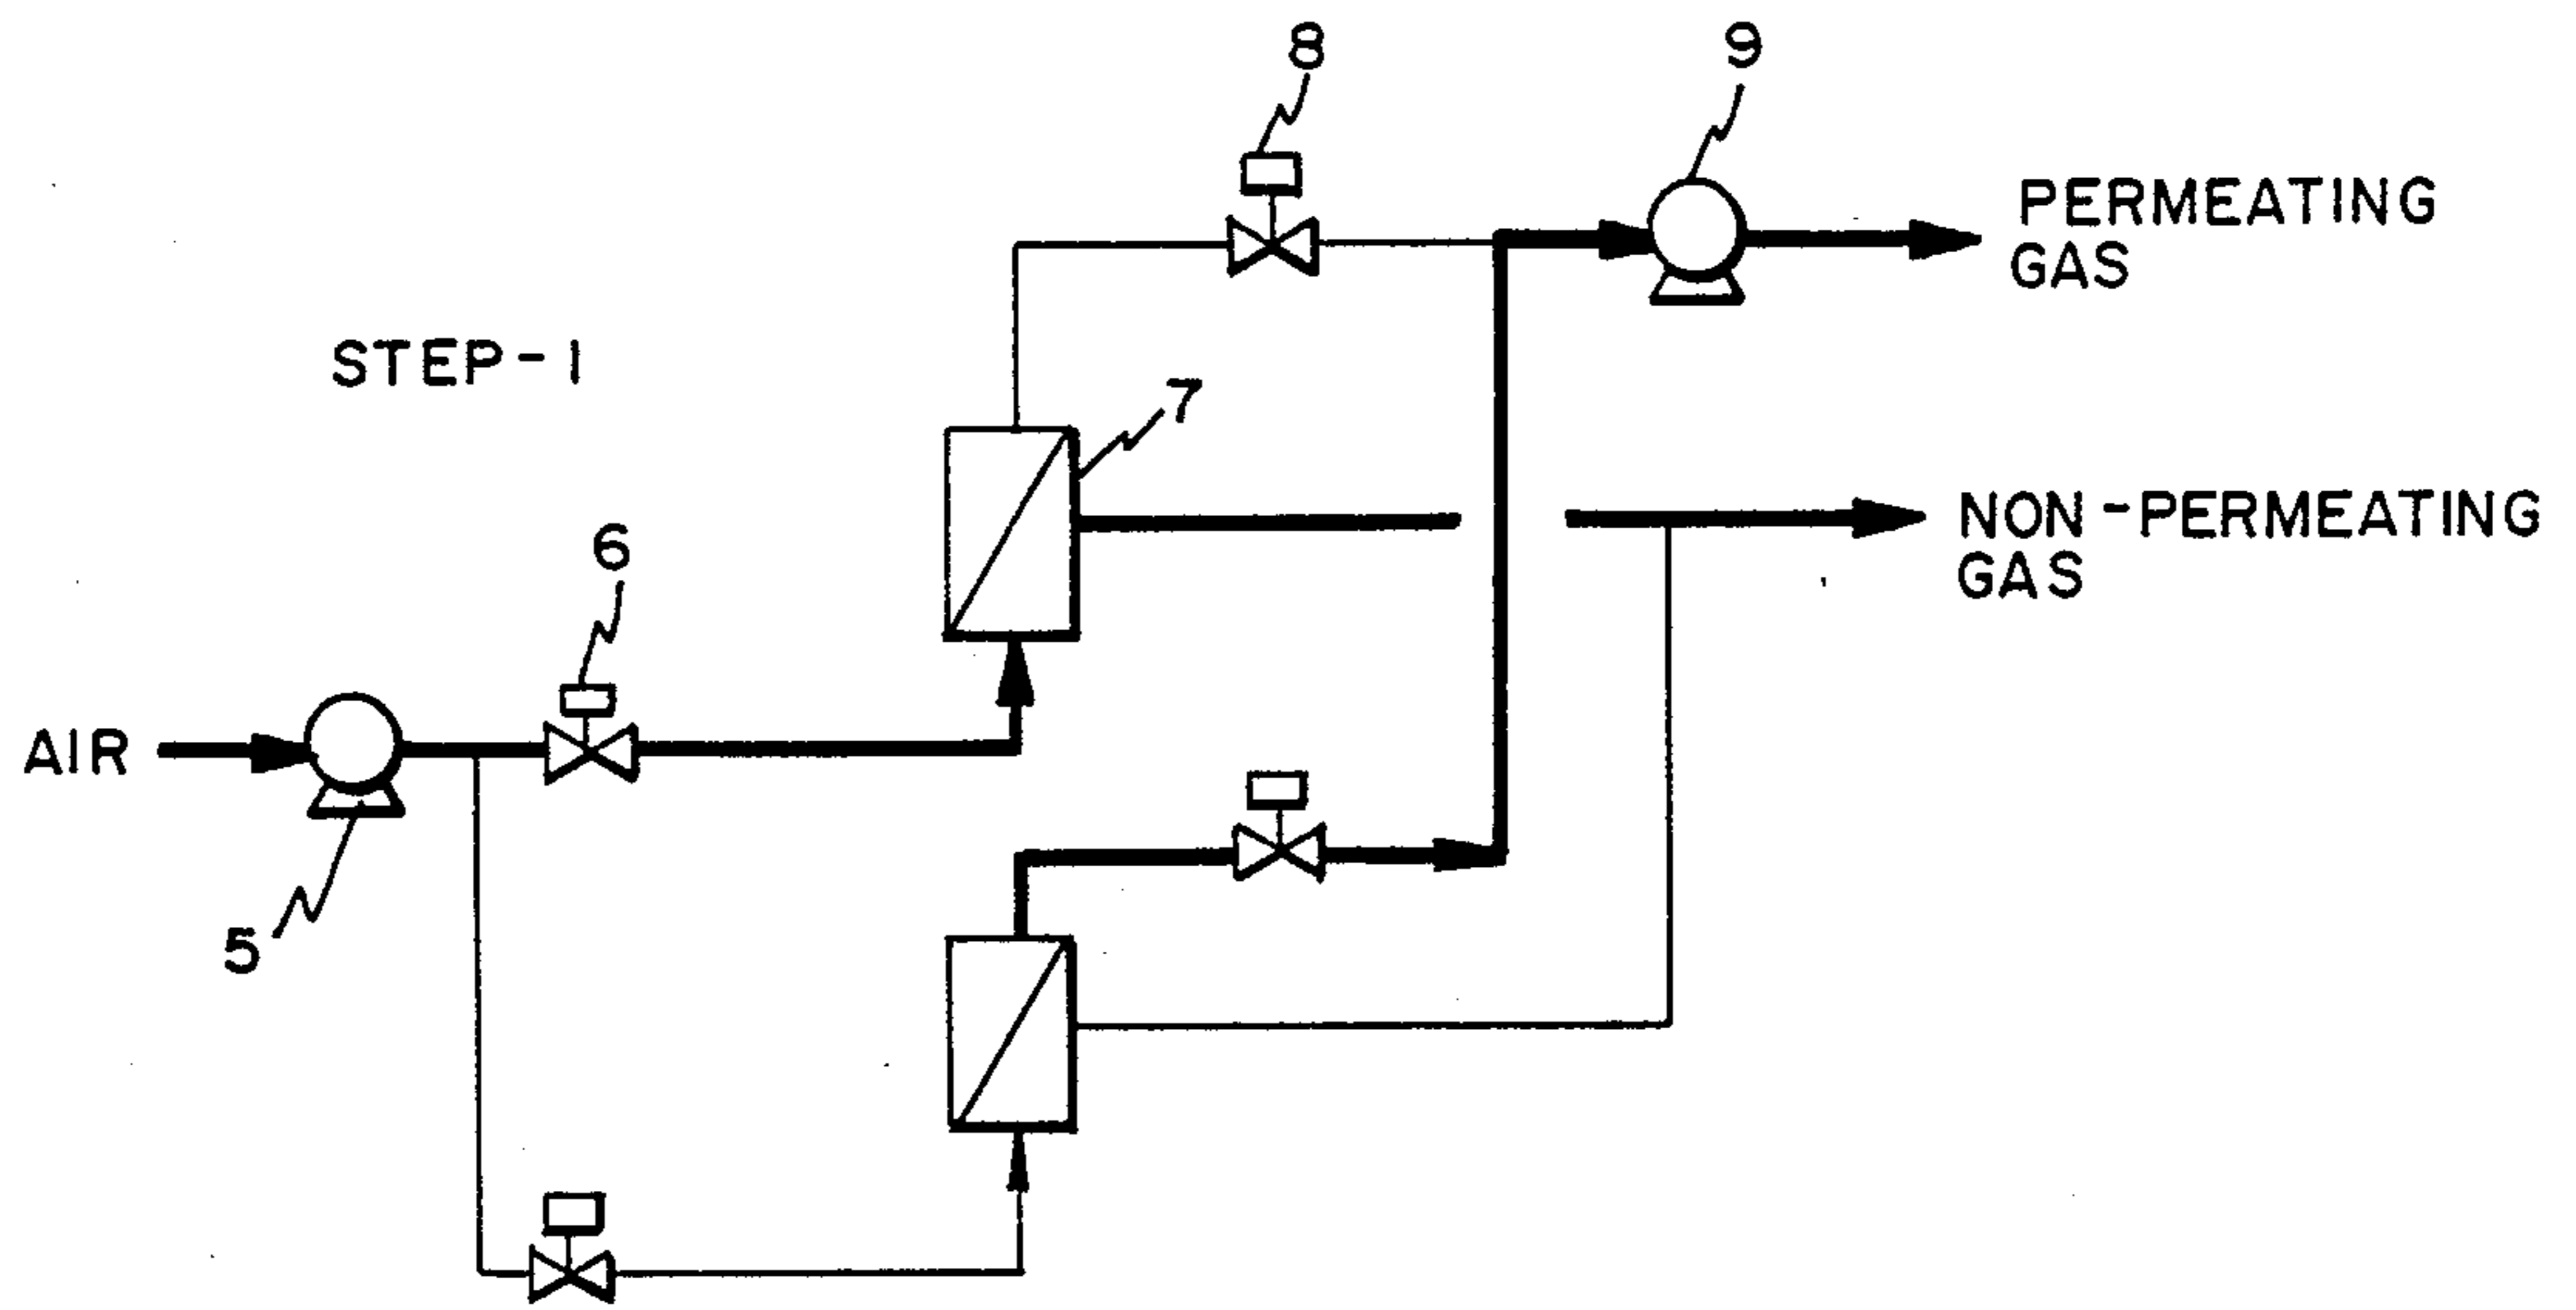 8
9
PERMEATING
GAS
STEP-1
7
NON-PERMEATING
GAS
6
AIR
5